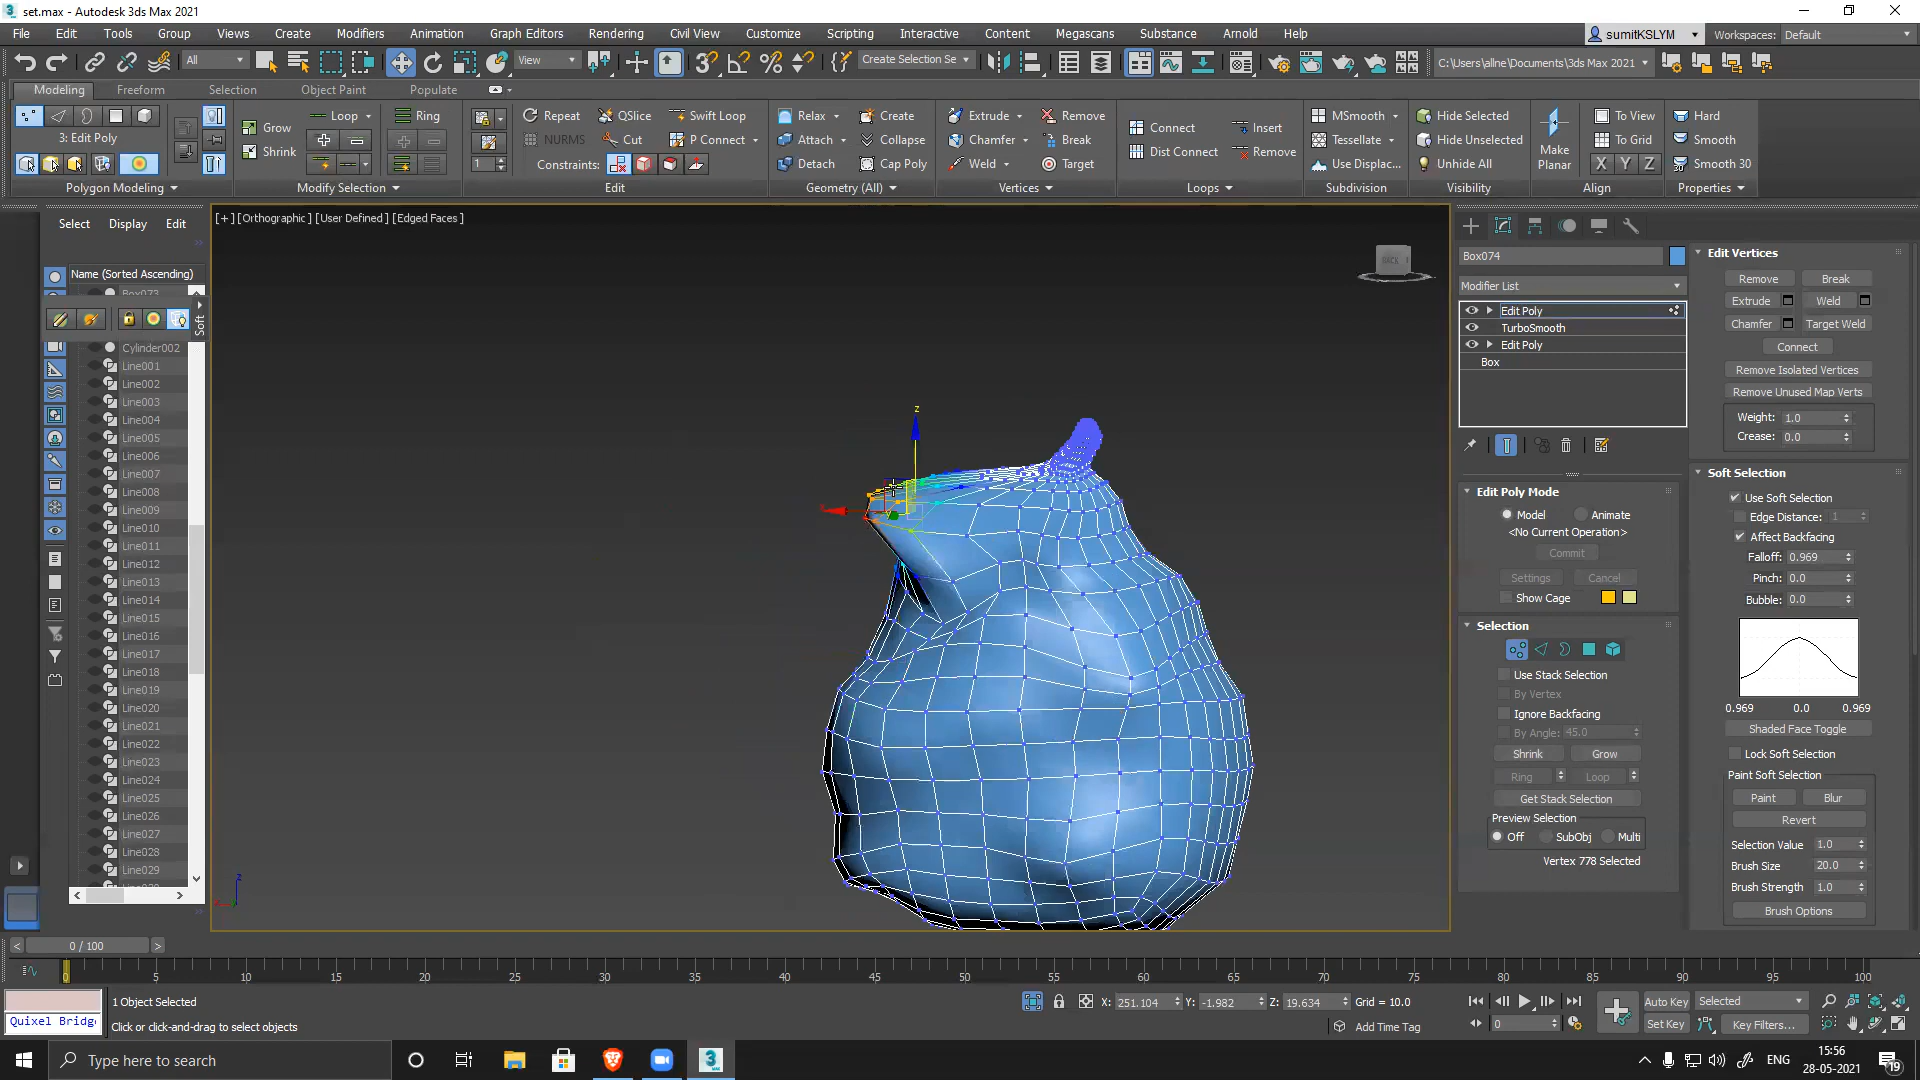 set.max - Autodesk 3ds Max 2021
File Edit Tools Group Views Create Modifiers Animation Graph Editors Rendering Civil View Customize Scripting Interactive Content Megascans Substance Arnold Help
sumitKSLYM
Workspaces: Default
All
View
Create Selection Se
C:\Users\allne\Documents\3ds Max 2021
Modeling Freeform Selection Object Paint Populate
3: Edit Poly
Polygon Modeling
Grow
Shrink
Loop
Ring
Modify Selection
Repeat QSlice Swift Loop
NURMS Cut P Connect
Constraints:
1
Edit
Relax Create
Attach Collapse
Detach Cap Poly
Geometry (All)
Extrude Remove
Chamfer Break
Weld Target
Vertices
Connect Insert
Dist Connect Remove
Loops
MSmooth
Tessellate
Use Displac...
Subdivision
Hide Selected
Hide Unselected
Unhide All
Visibility
Make
Planar
To View
To Grid
X Y Z
Align
Hard
Smooth
Smooth 30
Properties
Select Display Edit
Name (Sorted Ascending)
Box073
Soft
Cylinder002
Line001
Line002
Line003
Line004
Line005
Line006
Line007
Line008
Line009
Line010
Line011
Line012
Line013
Line014
Line015
Line016
Line017
Line018
Line019
Line020
Line021
Line022
Line023
Line024
Line025
Line026
Line027
Line028
Line029
[+] [Orthographic ] [User Defined ] [Edged Faces ]
BACK
z
z
Box074
Modifier List
Edit Poly
TurboSmooth
Edit Poly
Box
Edit Poly Mode
Model Animate
<No Current Operation>
Commit
Settings Cancel
Show Cage
Selection
Use Stack Selection
By Vertex
Ignore Backfacing
By Angle: 45.0
Shrink Grow
Ring Loop
Get Stack Selection
Preview Selection
Off SubObj Multi
Vertex 778 Selected
Edit Vertices
Remove Break
Extrude Weld
Chamfer Target Weld
Connect
Remove Isolated Vertices
Remove Unused Map Verts
Weight: 1.0
Crease: 0.0
Soft Selection
Use Soft Selection
Edge Distance: 1
Affect Backfacing
Falloff: 0.969
Pinch: 0.0
Bubble: 0.0
0.969 0.0 0.969
Shaded Face Toggle
Lock Soft Selection
Paint Soft Selection
Paint Blur
Revert
Selection Value 1.0
Brush Size 20.0
Brush Strength 1.0
Brush Options
< 0 / 100 >
0 5 10 15 20 25 30 35 40 45 50 55 60 65 70 75 80 85 90 95 100
1 Object Selected
Quixel Bridg
Click or click-and-drag to select objects
X: 251.104 Y: -1.982 Z: 19.634 Grid = 10.0
Add Time Tag
0
Auto Key Selected
Set Key Key Filters...
Type here to search
ENG
15:56
28-05-2021
19